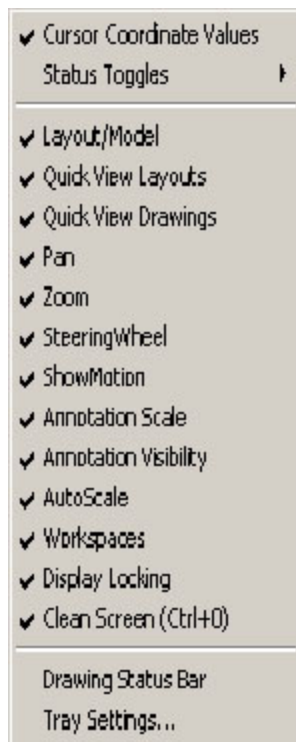 Cursor Coordinate Values
Status Toggles
Layout/Model
Quick View Layouts
Quick View Drawings
Pan
Zoom
SteeringWheel
ShowMotion
Annotation Scale
Annotation Visibility
AutoScale
Workspaces
Display Locking
Clean Screen (Ctrl+0)
Drawing Status Bar
Tray Settings...